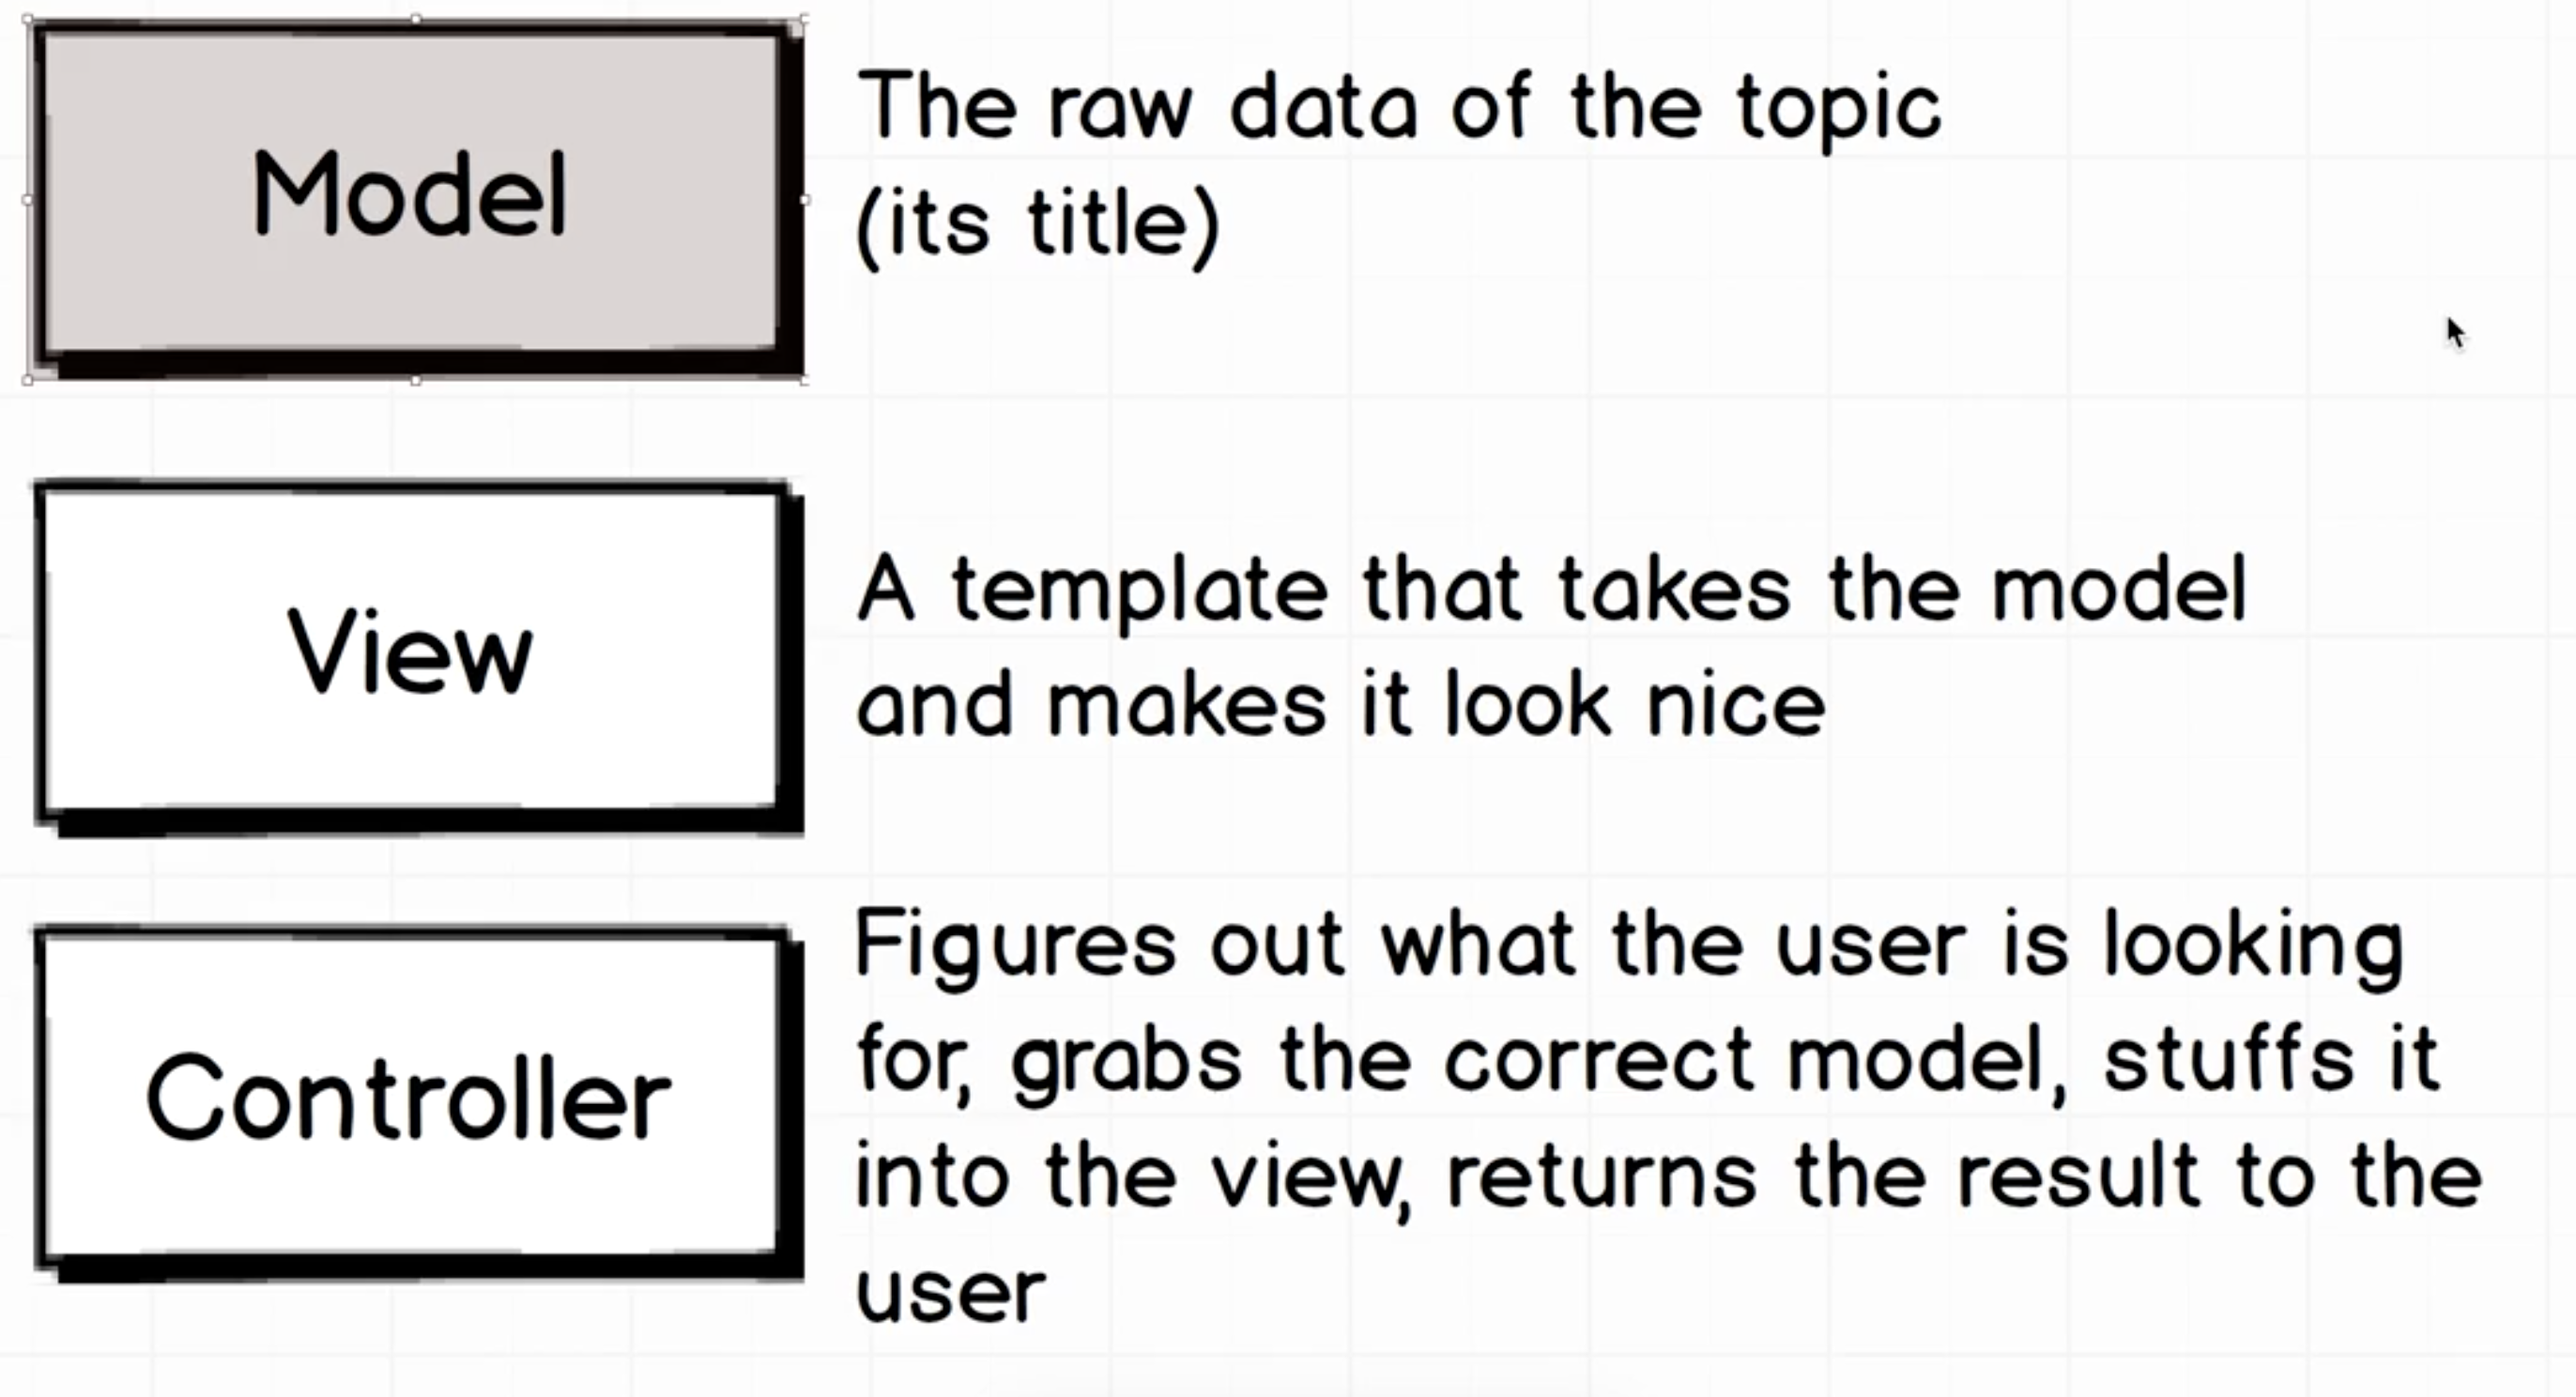 Model
The raw data of the topic
(its title)
View
A template that takes the model
and makes it look nice
Controller
Figures out what the user is looking
for, grabs the correct model, stuffs it
into the view, returns the result to the
user